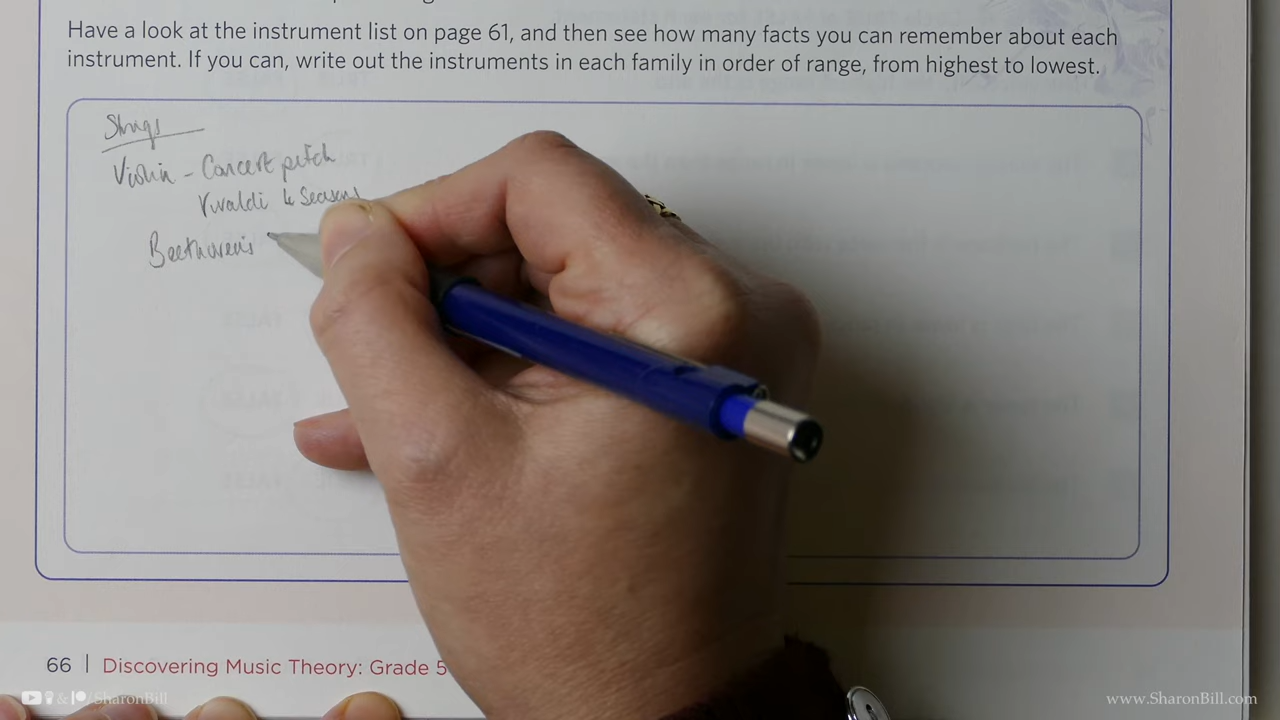 Have a look at the instrument list on page 61, and then see how many facts you can remember about each
instrument. If you can, write out the instruments in each family in order of range, from highest to lowest.
Strings
Violin - Concert pitch
Vivaldi 4 Seasons
Beethoven's
66 | Discovering Music Theory: Grade 5
& /SharonBill
www.SharonBill.com